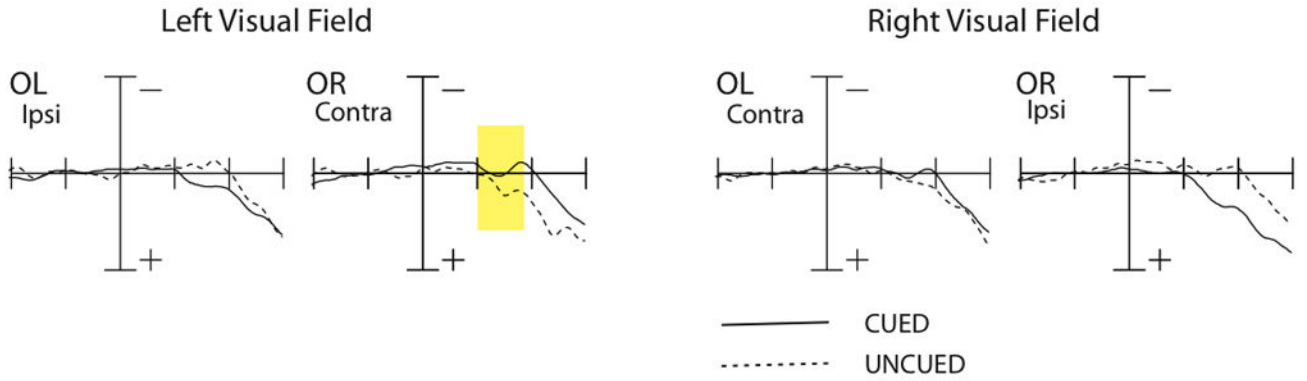 Left Visual Field
Right Visual Field
OL
Ipsi
−
+
OR
Contra
−
+
OL
Contra
−
+
OR
Ipsi
−
+
CUED
UNCUED